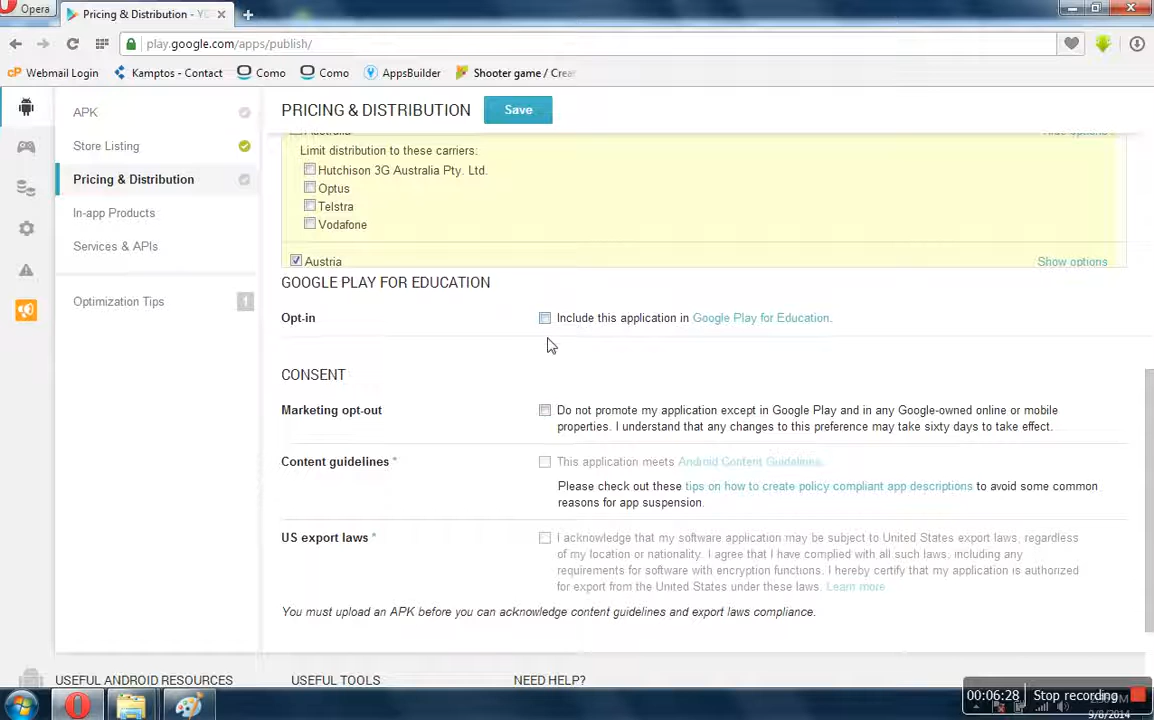 Opera
Pricing & Distribution - 
play.google.com/apps/publish/
Webmail Login
Kamptos - Contact
Como
Como
AppsBuilder
Shooter game / Crea
APK
Store Listing
Pricing & Distribution
In-app Products
Services & APIs
Optimization Tips
1
PRICING & DISTRIBUTION
Save
Australia
Hide options
Limit distribution to these carriers:
Hutchison 3G Australia Pty. Ltd.
Optus
Telstra
Vodafone
Austria
Show options
GOOGLE PLAY FOR EDUCATION
Opt-in
Include this application in Google Play for Education.
CONSENT
Marketing opt-out
Do not promote my application except in Google Play and in any Google-owned online or mobile
properties. I understand that any changes to this preference may take sixty days to take effect.
Content guidelines *
This application meets Android Content Guidelines.
Please check out these tips on how to create policy compliant app descriptions to avoid some common
reasons for app suspension.
US export laws *
I acknowledge that my software application may be subject to United States export laws, regardless
of my location or nationality. I agree that I have complied with all such laws, including any
requirements for software with encryption functions. I hereby certify that my application is authorized
for export from the United States under these laws. Learn more
You must upload an APK before you can acknowledge content guidelines and export laws compliance.
USEFUL ANDROID RESOURCES
USEFUL TOOLS
NEED HELP?
00:06:28
Stop recording
9/8/2014